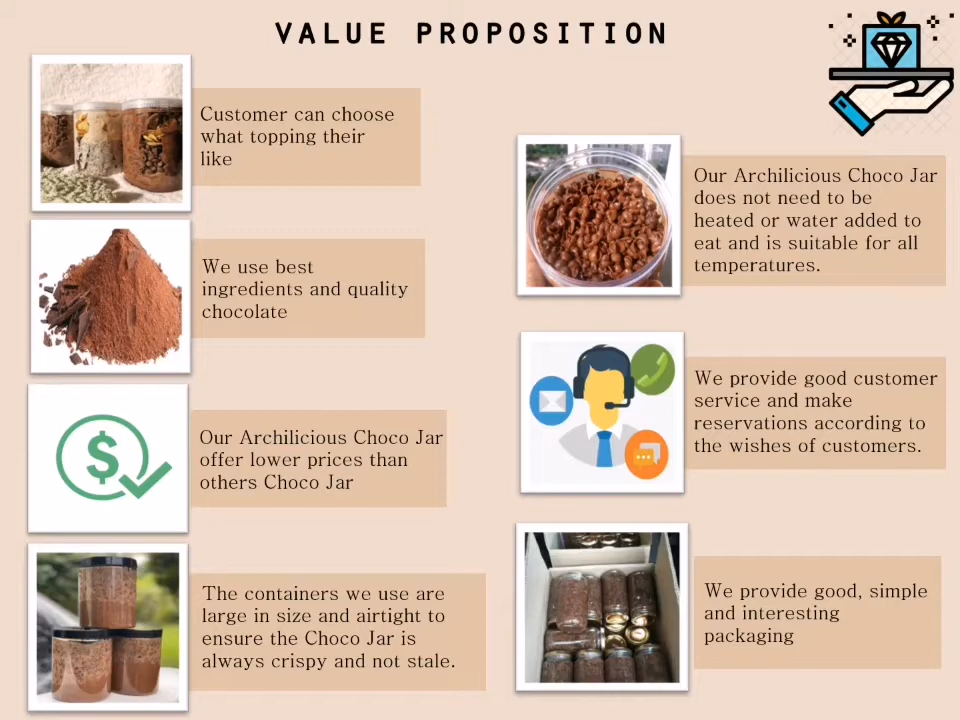 VALUE PROPOSITION
Customer can choose
what topping their
like
We use best
ingredients and quality
chocolate
Our Archilicious Choco Jar
offer lower prices than
others Choco Jar
The containers we use are
large in size and airtight to
ensure the Choco Jar is
always crispy and not stale.
Our Archilicious Choco Jar
does not need to be
heated or water added to
eat and is suitable for all
temperatures.
We provide good customer
service and make
reservations according to
the wishes of customers.
We provide good, simple
and interesting
packaging